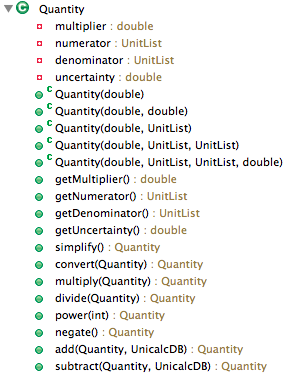 Quantity
multiplier : double
numerator : UnitList
denominator : UnitList
uncertainty : double
Quantity(double)
Quantity(double, double)
Quantity(double, UnitList)
Quantity(double, UnitList, UnitList)
Quantity(double, UnitList, UnitList, double)
getMultiplier() : double
getNumerator() : UnitList
getDenominator() : UnitList
getUncertainty() : double
simplify() : Quantity
convert(Quantity) : Quantity
multiply(Quantity) : Quantity
divide(Quantity) : Quantity
power(int) : Quantity
negate() : Quantity
add(Quantity, UnicalcDB) : Quantity
subtract(Quantity, UnicalcDB) : Quantity